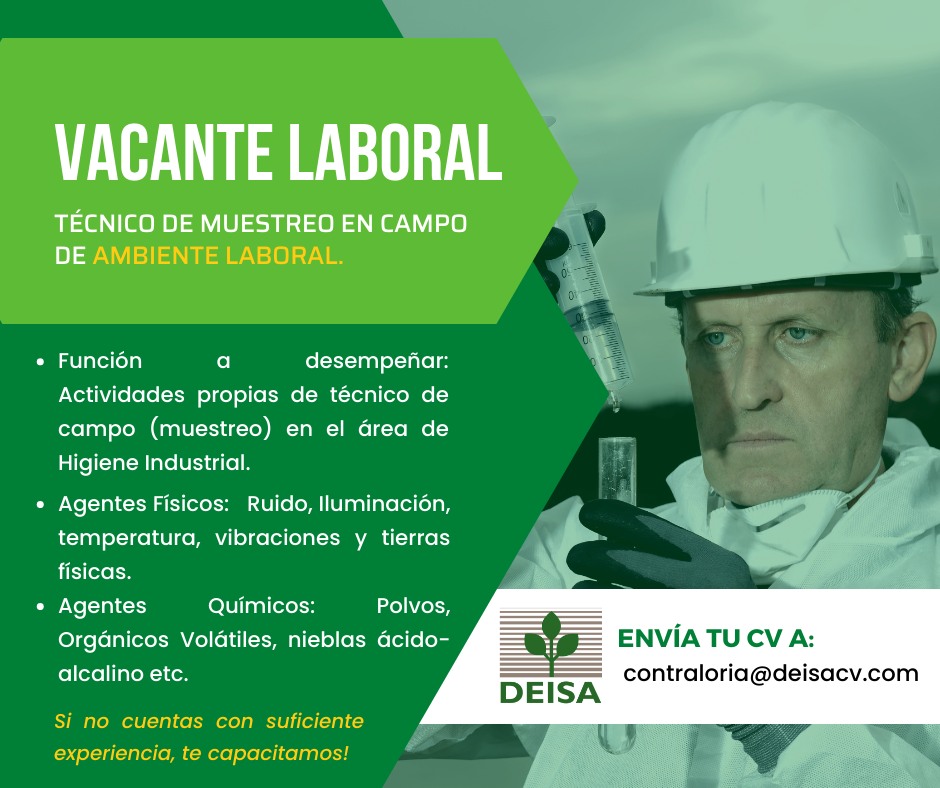 VACANTE LABORAL
TÉCNICO DE MUESTREO EN CAMPO
DE AMBIENTE LABORAL.
• Función a desempeñar:
Actividades propias de técnico de
campo (muestreo) en el área de
Higiene Industrial.
• Agentes Físicos: Ruido, Iluminación,
temperatura, vibraciones y tierras
físicas.
• Agentes Químicos: Polvos,
Orgánicos Volátiles, nieblas ácido-
alcalino etc.
Si no cuentas con suficiente
experiencia, te capacitamos!
DEISA
ENVÍA TU CV A:
contraloria@deisacv.com